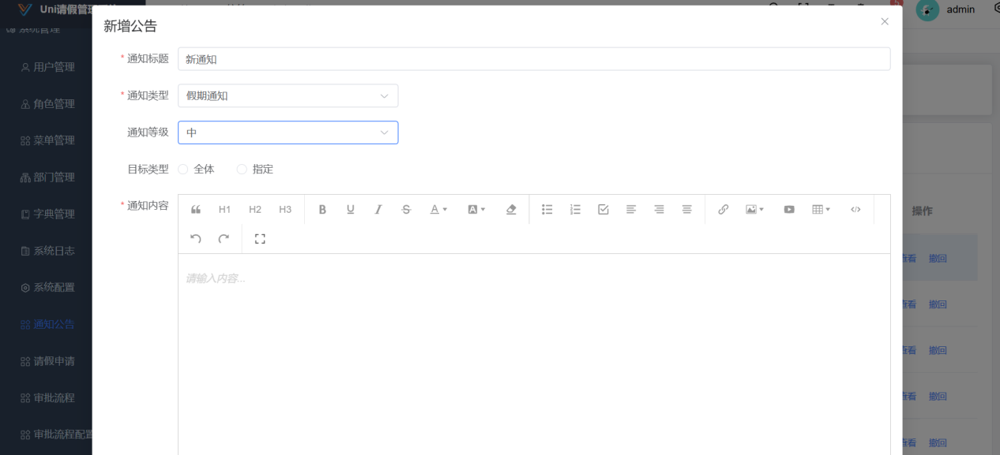 Uni请假管理
admin
系统管理
新增公告
用户管理
* 通知标题
新通知
角色管理
* 通知类型
假期通知
菜单管理
通知等级
中
部门管理
目标类型
全体
指定
字典管理
* 通知内容
H1 H2 H3 B U I S A A
操作
系统日志
请输入内容...
查看 撤回
系统配置
查看 撤回
通知公告
查看 撤回
请假申请
查看 撤回
审批流程
查看 撤回
审批流程配置